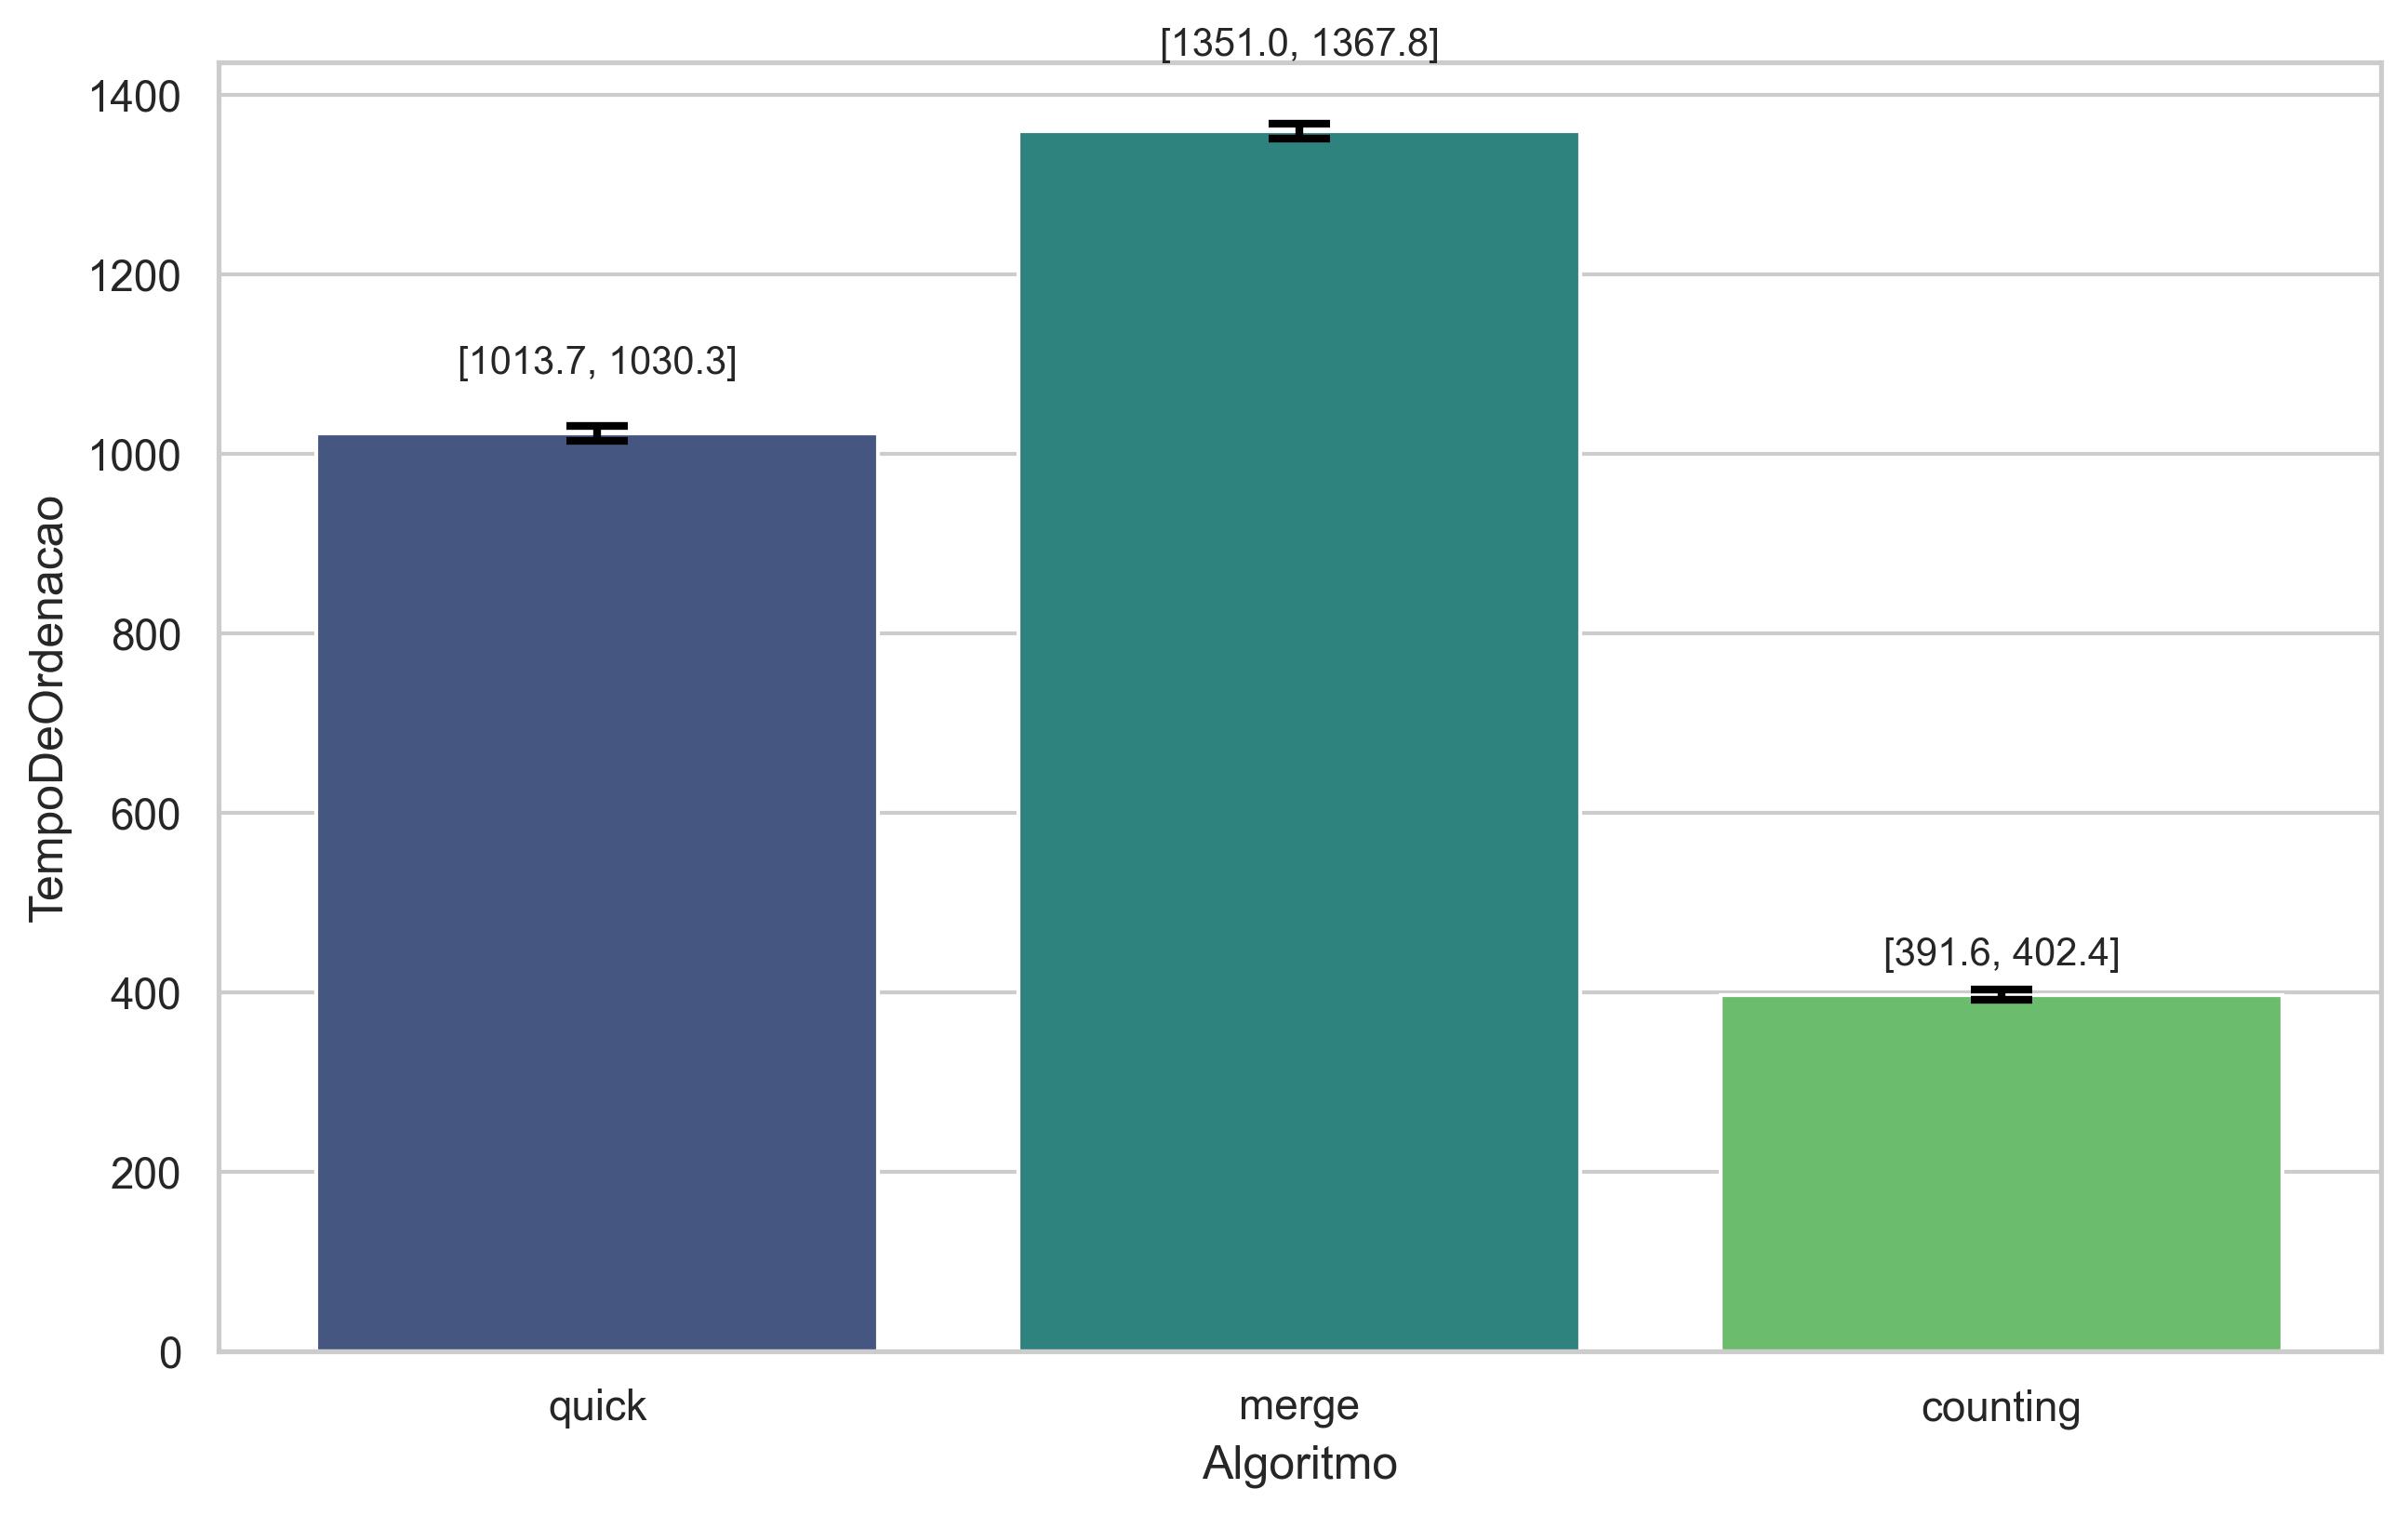 [1351.0, 1367.8]
1400
1200
[1013.7, 1030.3]
1000
800
600
[391.6, 402.4]
400
200
0
TempoDeOrdenacao
quick
merge
counting
Algoritmo